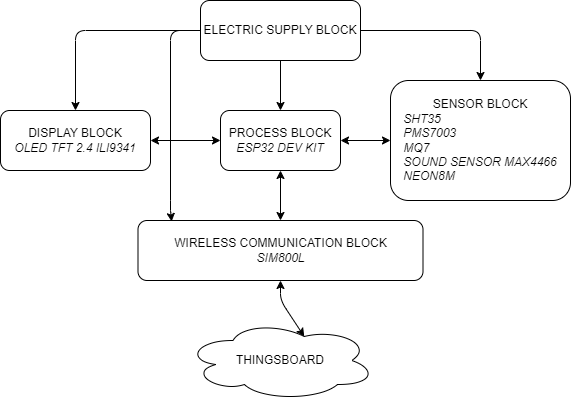 ELECTRIC SUPPLY BLOCK
DISPLAY BLOCK
OLED TFT 2.4 ILI9341
PROCESS BLOCK
ESP32 DEV KIT
SENSOR BLOCK
SHT35
PMS7003
MQ7
SOUND SENSOR MAX4466
NEON8M
WIRELESS COMMUNICATION BLOCK
SIM800L
THINGSBOARD